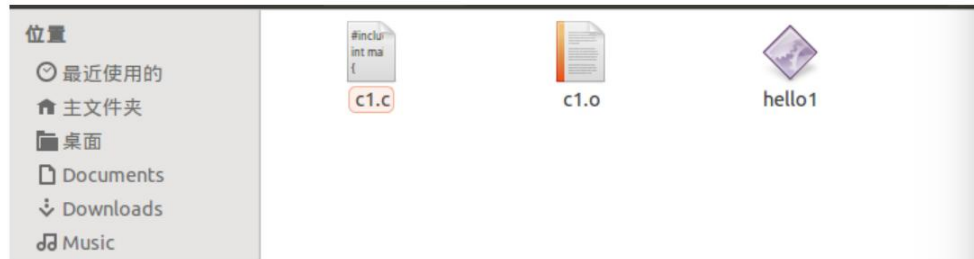 位置
最近使用的
主文件夹
桌面
Documents
Downloads
Music
#inclu
int ma
{
c1.c
c1.o
hello1